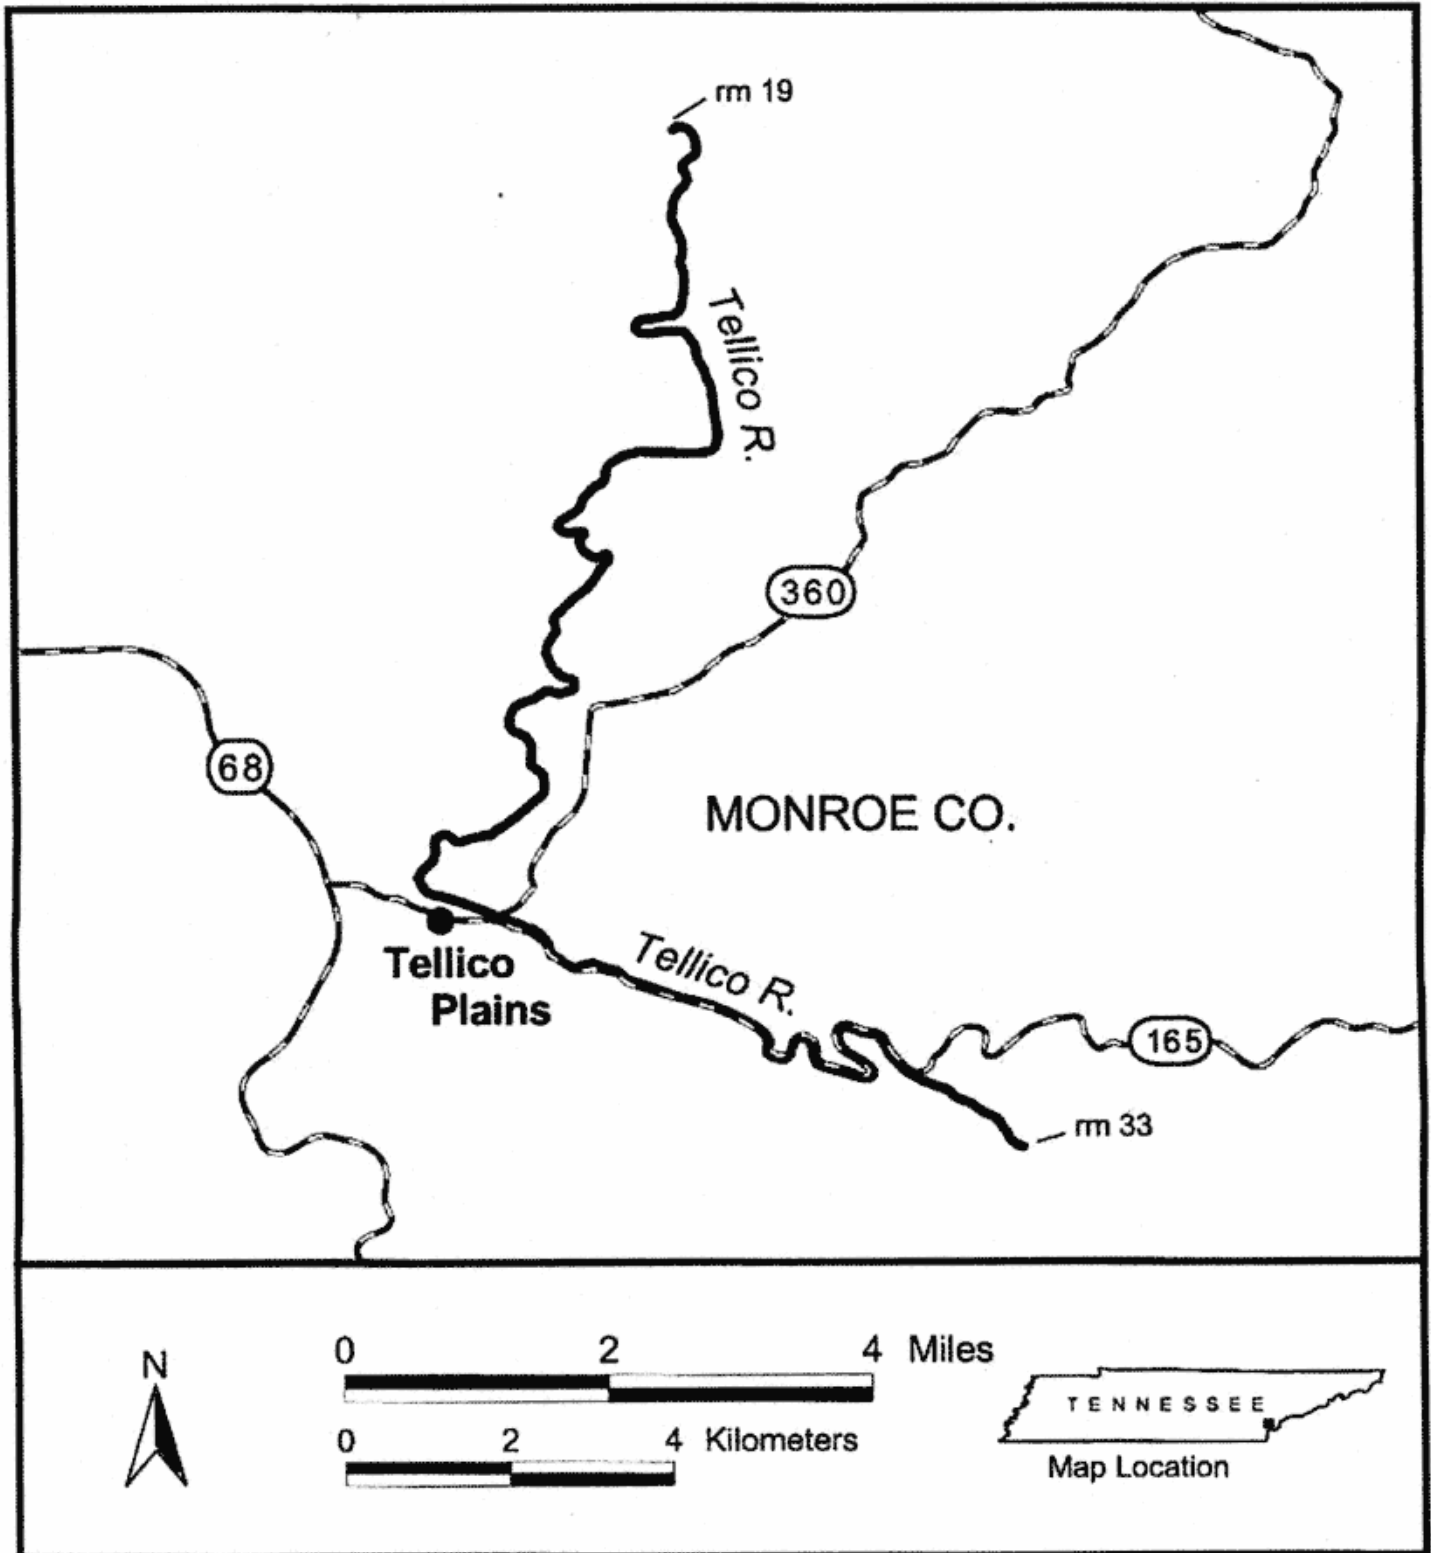 rm 19
Tellico R.
360
68
MONROE CO.
Tellico
Plains
Tellico R.
165
rm 33
N
0 2 4 Miles
0 2 4 Kilometers
TENNESSEE
Map Location